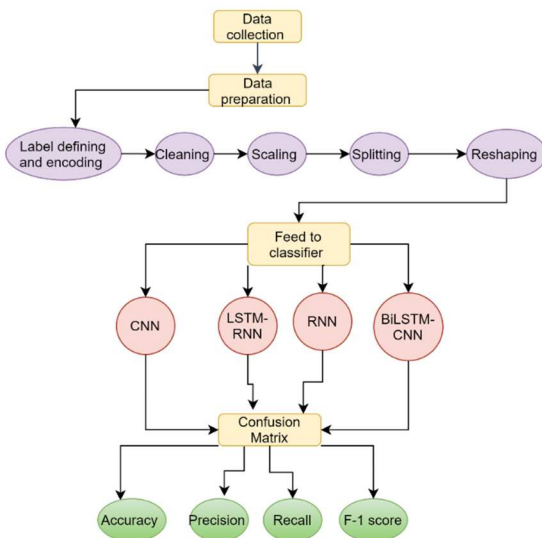 Data
collection
Data
preparation
Label defining
and encoding
Cleaning
Scaling
Splitting
Reshaping
Feed to
classifier
CNN
LSTM-
RNN
RNN
BiLSTM-
CNN
Confusion
Matrix
Accuracy
Precision
Recall
F-1 score